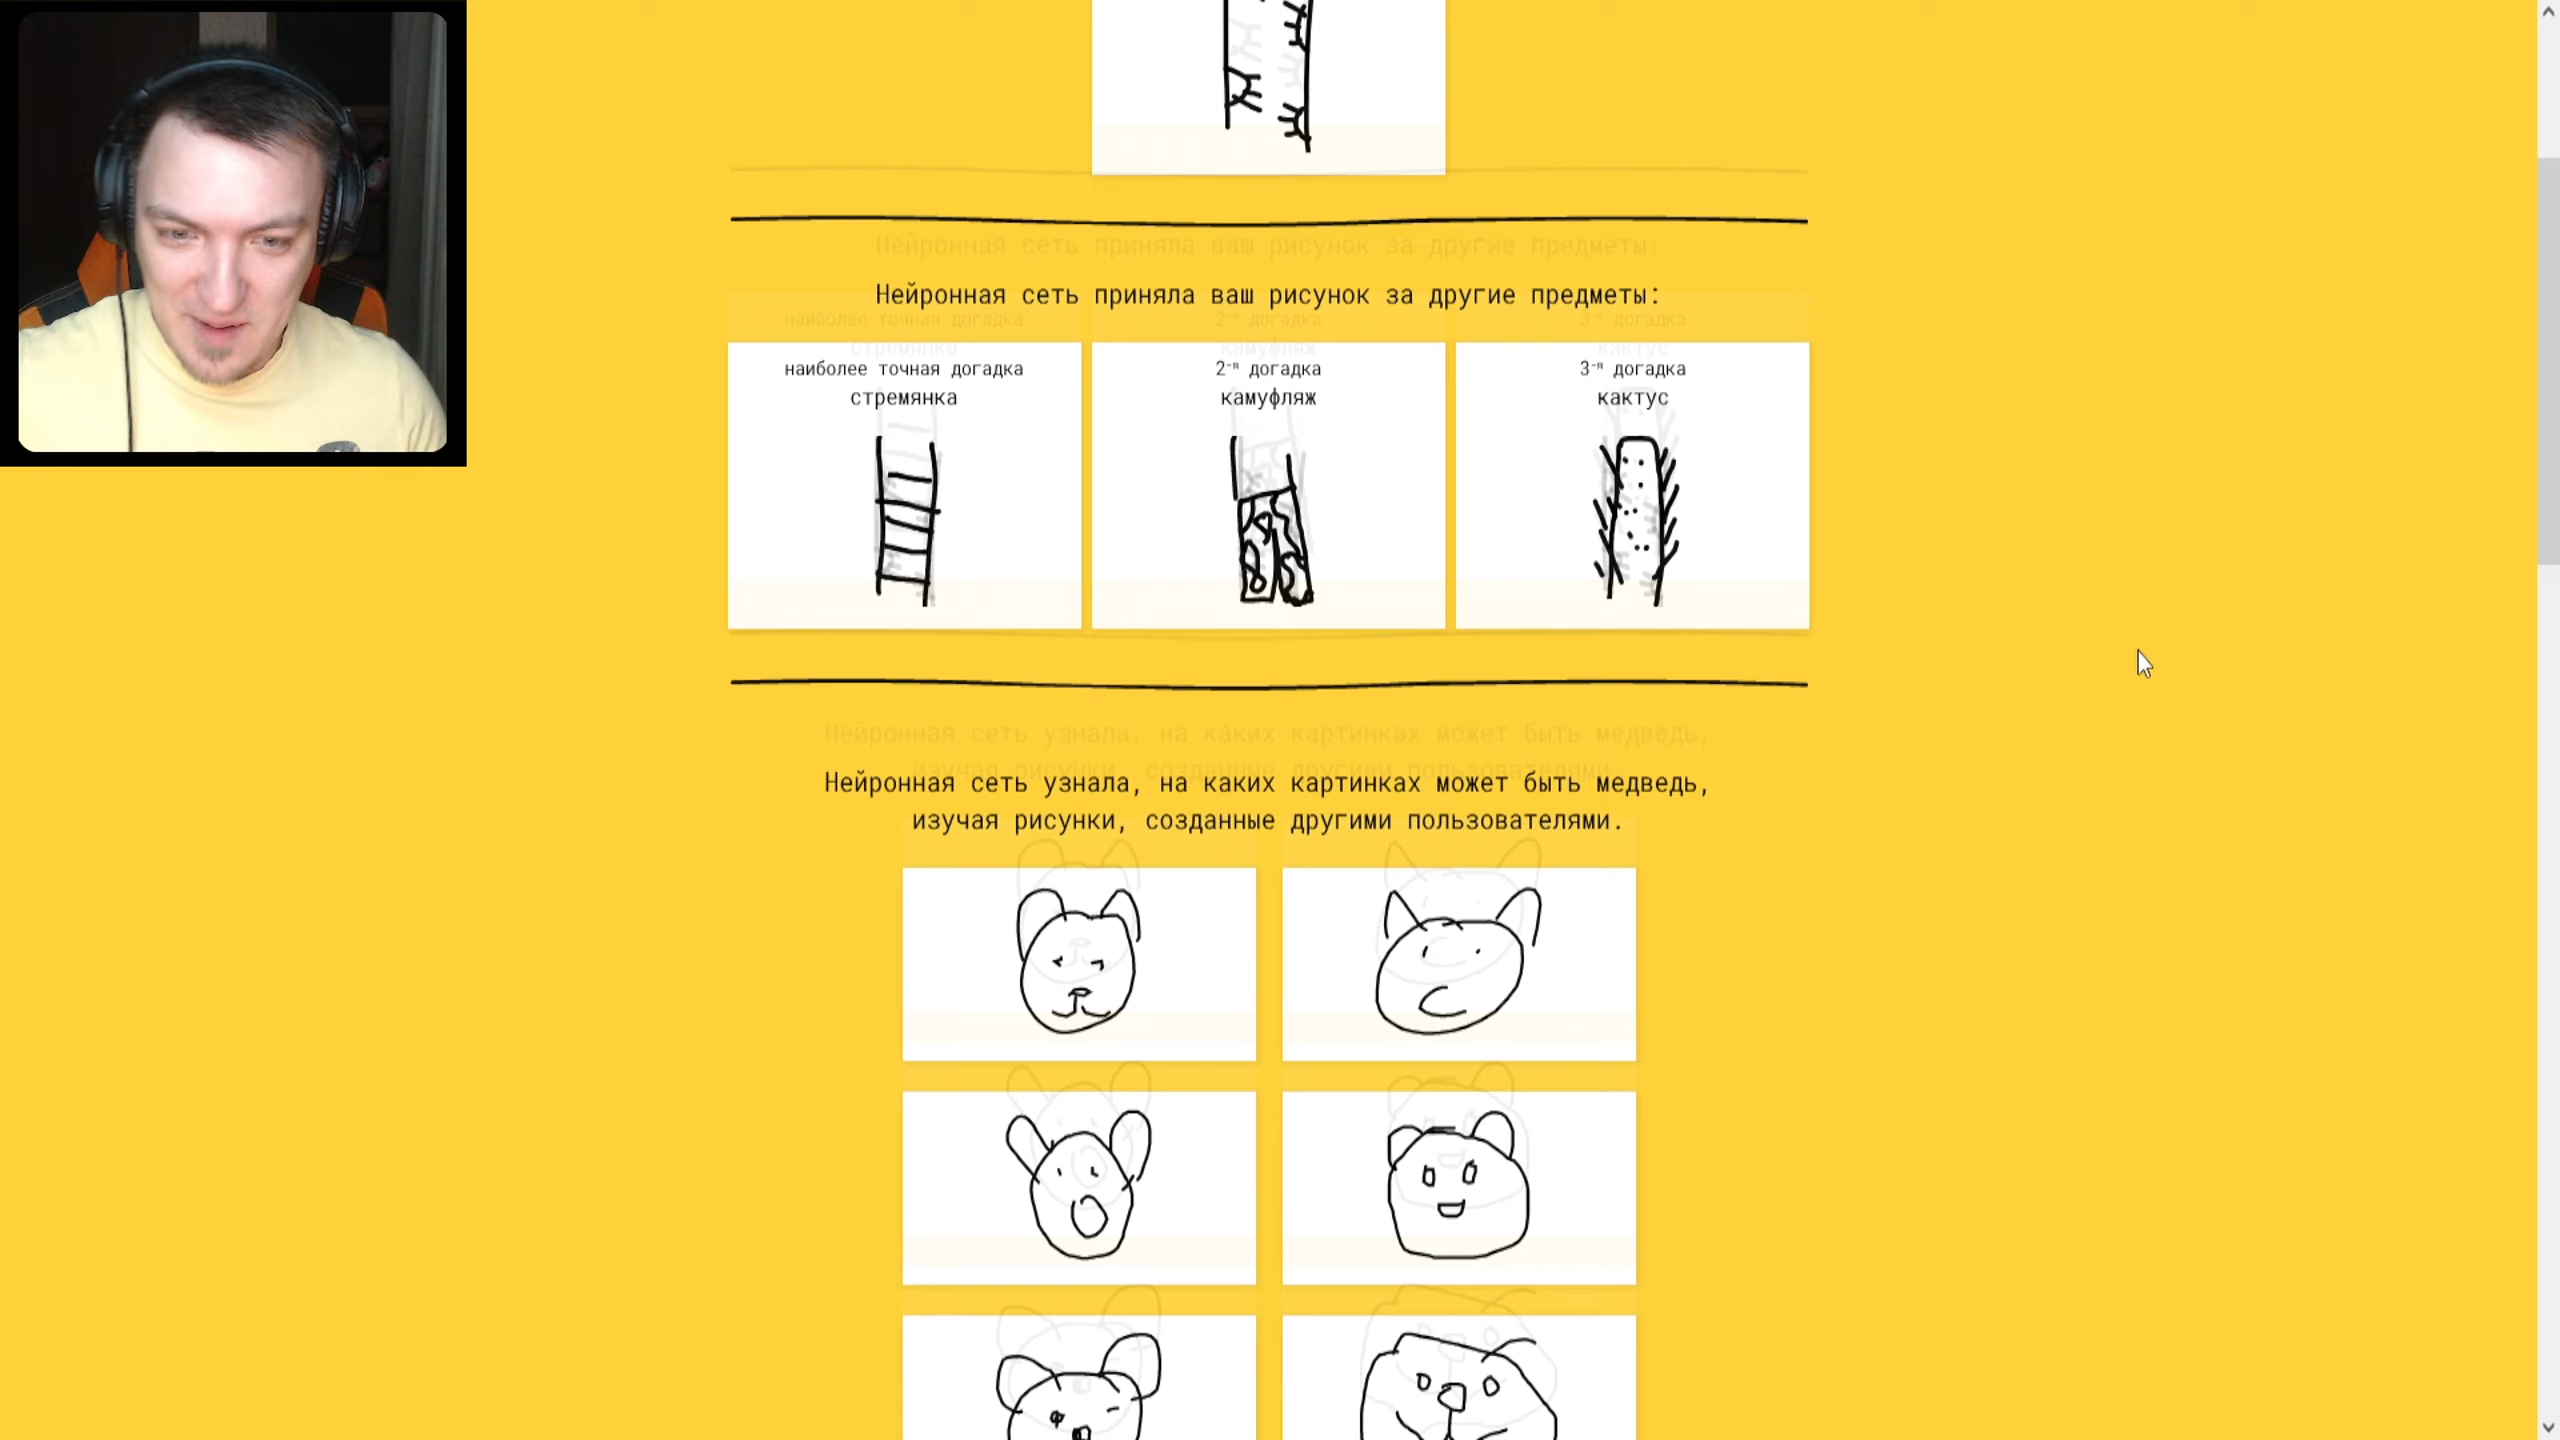 Нейронная сеть приняла ваш рисунок за другие предметы:
наиболее точная догадка
стремянка
2-я догадка
камуфляж
3-я догадка
кактус
Нейронная сеть узнала, на каких картинках может быть медведь,
изучая рисунки, созданные другими пользователями.